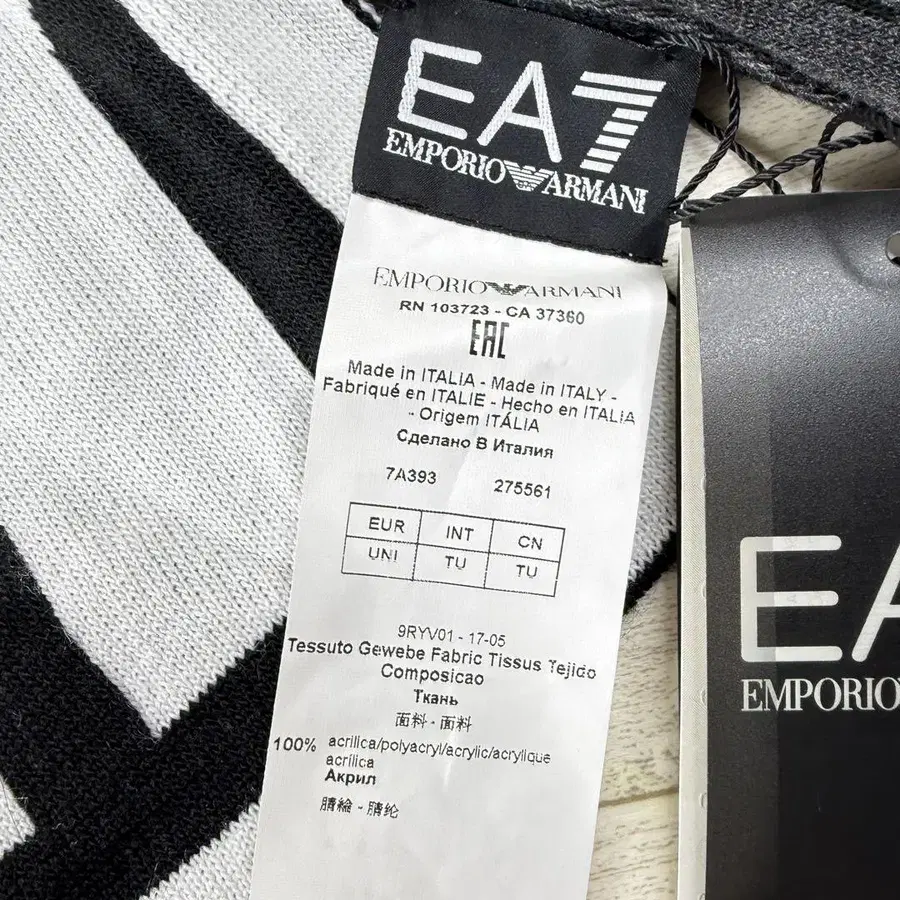 EA7
EMPORIO ARMANI
EMPORIO ARMANI
RN 103723 - CA 37360
EAC
Made in ITALIA - Made in ITALY -
Fabriqué en ITALIE - Hecho en ITALIA
- Origem ITÁLIA
Сделано В Италия
7A393 275561
EUR INT CN
UNI TU TU
9RYV01 - 17-05
Tessuto Gewebe Fabric Tissus Tejido
Composicao
Ткань
面料 - 面料
100% acrilica/polyacryl/acrylic/acrylique
acrílica
Акрил
腈綸 - 腈纶
EA
EMPORIO